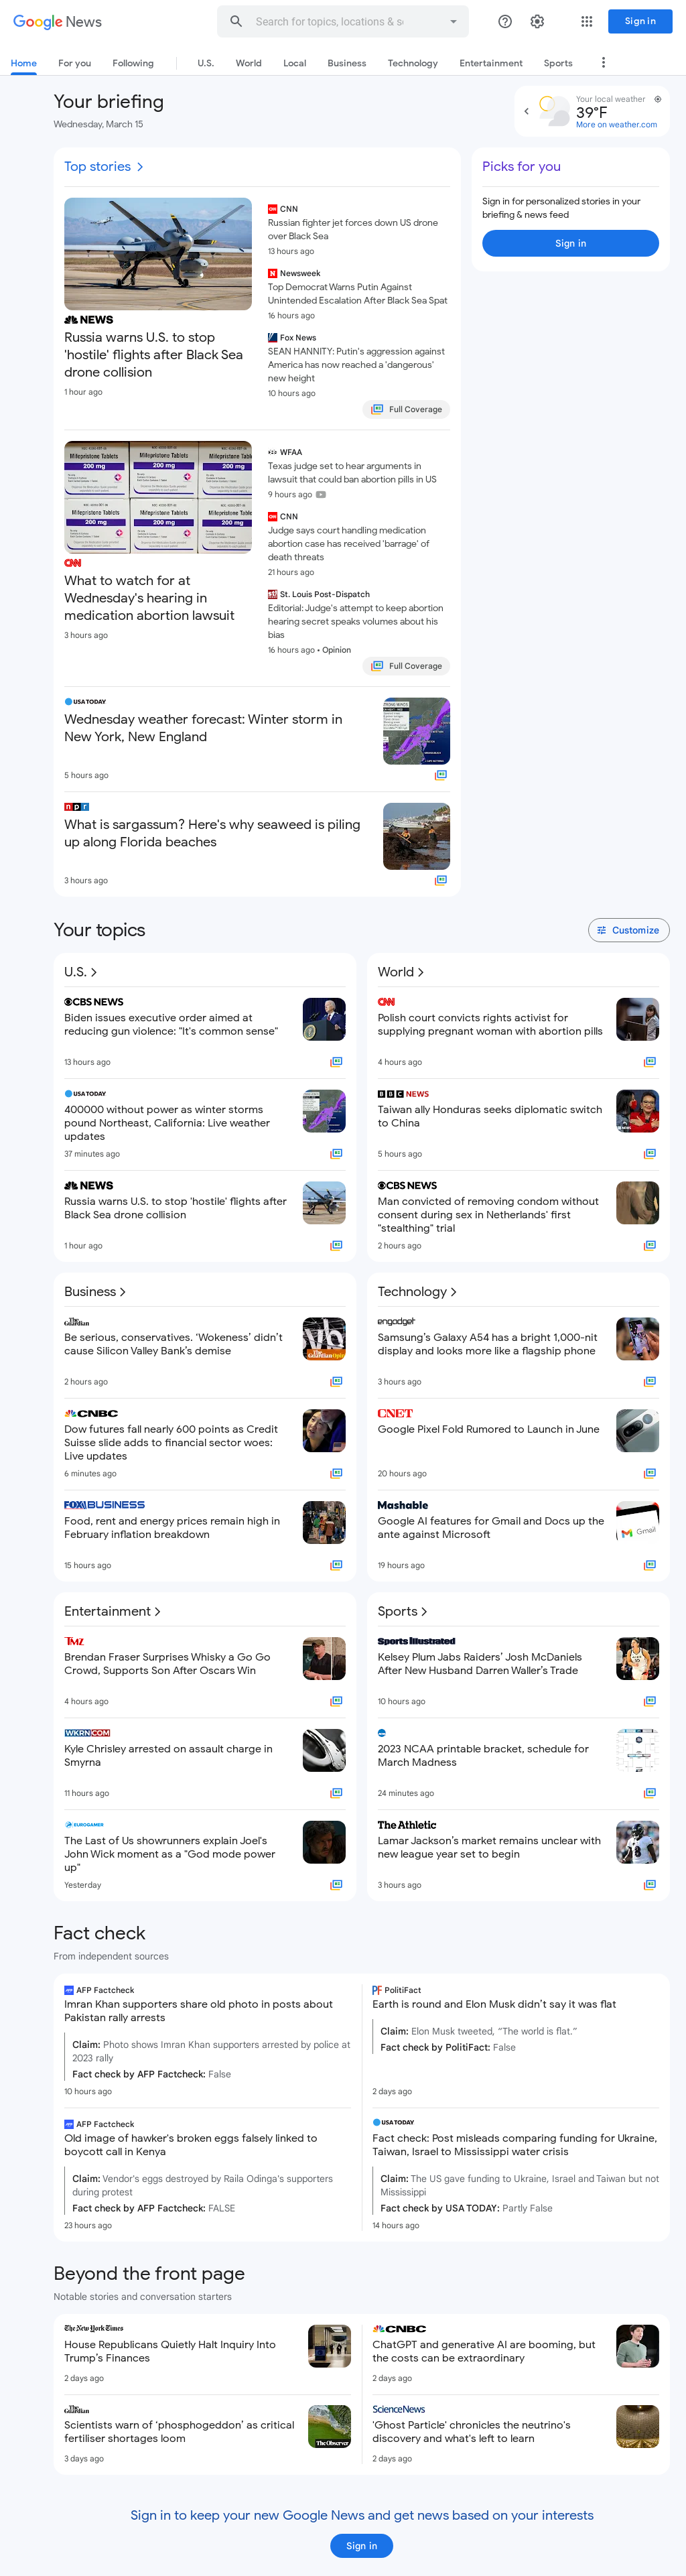 Google News
Search for topics, locations & s
Sign in
Home
For you
Following
U.S.
World
Local
Business
Technology
Entertainment
Sports
Your briefing
Wednesday, March 15
Your local weather
39°F
More on weather.com
Top stories
NEWS
Russia warns U.S. to stop
'hostile' flights after Black Sea
drone collision
1 hour ago
CNN
Russian fighter jet forces down US drone
over Black Sea
13 hours ago
Newsweek
Top Democrat Warns Putin Against
Unintended Escalation After Black Sea Spat
16 hours ago
Fox News
SEAN HANNITY: Putin's aggression against
America has now reached a 'dangerous'
new height
10 hours ago
Full Coverage
Picks for you
Sign in for personalized stories in your
briefing & news feed
Sign in
Mifepristone Tablets
200 mg
CNN
What to watch for at
Wednesday's hearing in
medication abortion lawsuit
3 hours ago
WFAA
Texas judge set to hear arguments in
lawsuit that could ban abortion pills in US
9 hours ago
CNN
Judge says court handling medication
abortion case has received 'barrage' of
death threats
21 hours ago
St. Louis Post-Dispatch
Editorial: Judge's attempt to keep abortion
hearing secret speaks volumes about his
bias
16 hours ago • Opinion
Full Coverage
USA TODAY
Wednesday weather forecast: Winter storm in
New York, New England
5 hours ago
npr
What is sargassum? Here's why seaweed is piling
up along Florida beaches
3 hours ago
Your topics
Customize
U.S.
CBS NEWS
Biden issues executive order aimed at
reducing gun violence: "It's common sense"
13 hours ago
USA TODAY
400000 without power as winter storms
pound Northeast, California: Live weather
updates
37 minutes ago
NEWS
Russia warns U.S. to stop 'hostile' flights after
Black Sea drone collision
1 hour ago
World
CNN
Polish court convicts rights activist for
supplying pregnant woman with abortion pills
4 hours ago
BBC NEWS
Taiwan ally Honduras seeks diplomatic switch
to China
5 hours ago
CBS NEWS
Man convicted of removing condom without
consent during sex in Netherlands' first
"stealthing" trial
2 hours ago
Business
The Guardian
Be serious, conservatives. 'Wokeness' didn't
cause Silicon Valley Bank's demise
2 hours ago
CNBC
Dow futures fall nearly 600 points as Credit
Suisse slide adds to financial sector woes:
Live updates
6 minutes ago
FOX BUSINESS
Food, rent and energy prices remain high in
February inflation breakdown
15 hours ago
Technology
engadget
Samsung's Galaxy A54 has a bright 1,000-nit
display and looks more like a flagship phone
3 hours ago
CNET
Google Pixel Fold Rumored to Launch in June
20 hours ago
Mashable
Google AI features for Gmail and Docs up the
ante against Microsoft
Gmail
19 hours ago
Entertainment
TMZ
Brendan Fraser Surprises Whisky a Go Go
Crowd, Supports Son After Oscars Win
4 hours ago
WKRN.COM
Kyle Chrisley arrested on assault charge in
Smyrna
11 hours ago
EUROGAMER
The Last of Us showrunners explain Joel's
John Wick moment as a "God mode power
up"
Yesterday
Sports
Sports Illustrated
Kelsey Plum Jabs Raiders' Josh McDaniels
After New Husband Darren Waller's Trade
10 hours ago
2023 NCAA printable bracket, schedule for
March Madness
24 minutes ago
The Athletic
Lamar Jackson's market remains unclear with
new league year set to begin
3 hours ago
Fact check
From independent sources
AFP Factcheck
Imran Khan supporters share old photo in posts about
Pakistan rally arrests
Claim: Photo shows Imran Khan supporters arrested by police at
2023 rally
Fact check by AFP Factcheck: False
10 hours ago
PolitiFact
Earth is round and Elon Musk didn't say it was flat
Claim: Elon Musk tweeted, “The world is flat.”
Fact check by PolitiFact: False
2 days ago
AFP Factcheck
Old image of hawker's broken eggs falsely linked to
boycott call in Kenya
Claim: Vendor's eggs destroyed by Raila Odinga's supporters
during protest
Fact check by AFP Factcheck: FALSE
23 hours ago
USA TODAY
Fact check: Post misleads comparing funding for Ukraine,
Taiwan, Israel to Mississippi water crisis
Claim: The US gave funding to Ukraine, Israel and Taiwan but not
Mississippi
Fact check by USA TODAY: Partly False
14 hours ago
Beyond the front page
Notable stories and conversation starters
The New York Times
House Republicans Quietly Halt Inquiry Into
Trump's Finances
2 days ago
CNBC
ChatGPT and generative AI are booming, but
the costs can be extraordinary
2 days ago
The Guardian
Scientists warn of 'phosphogeddon' as critical
fertiliser shortages loom
The Observer
3 days ago
ScienceNews
'Ghost Particle' chronicles the neutrino's
discovery and what's left to learn
2 days ago
Sign in to keep your new Google News and get news based on your interests
Sign in